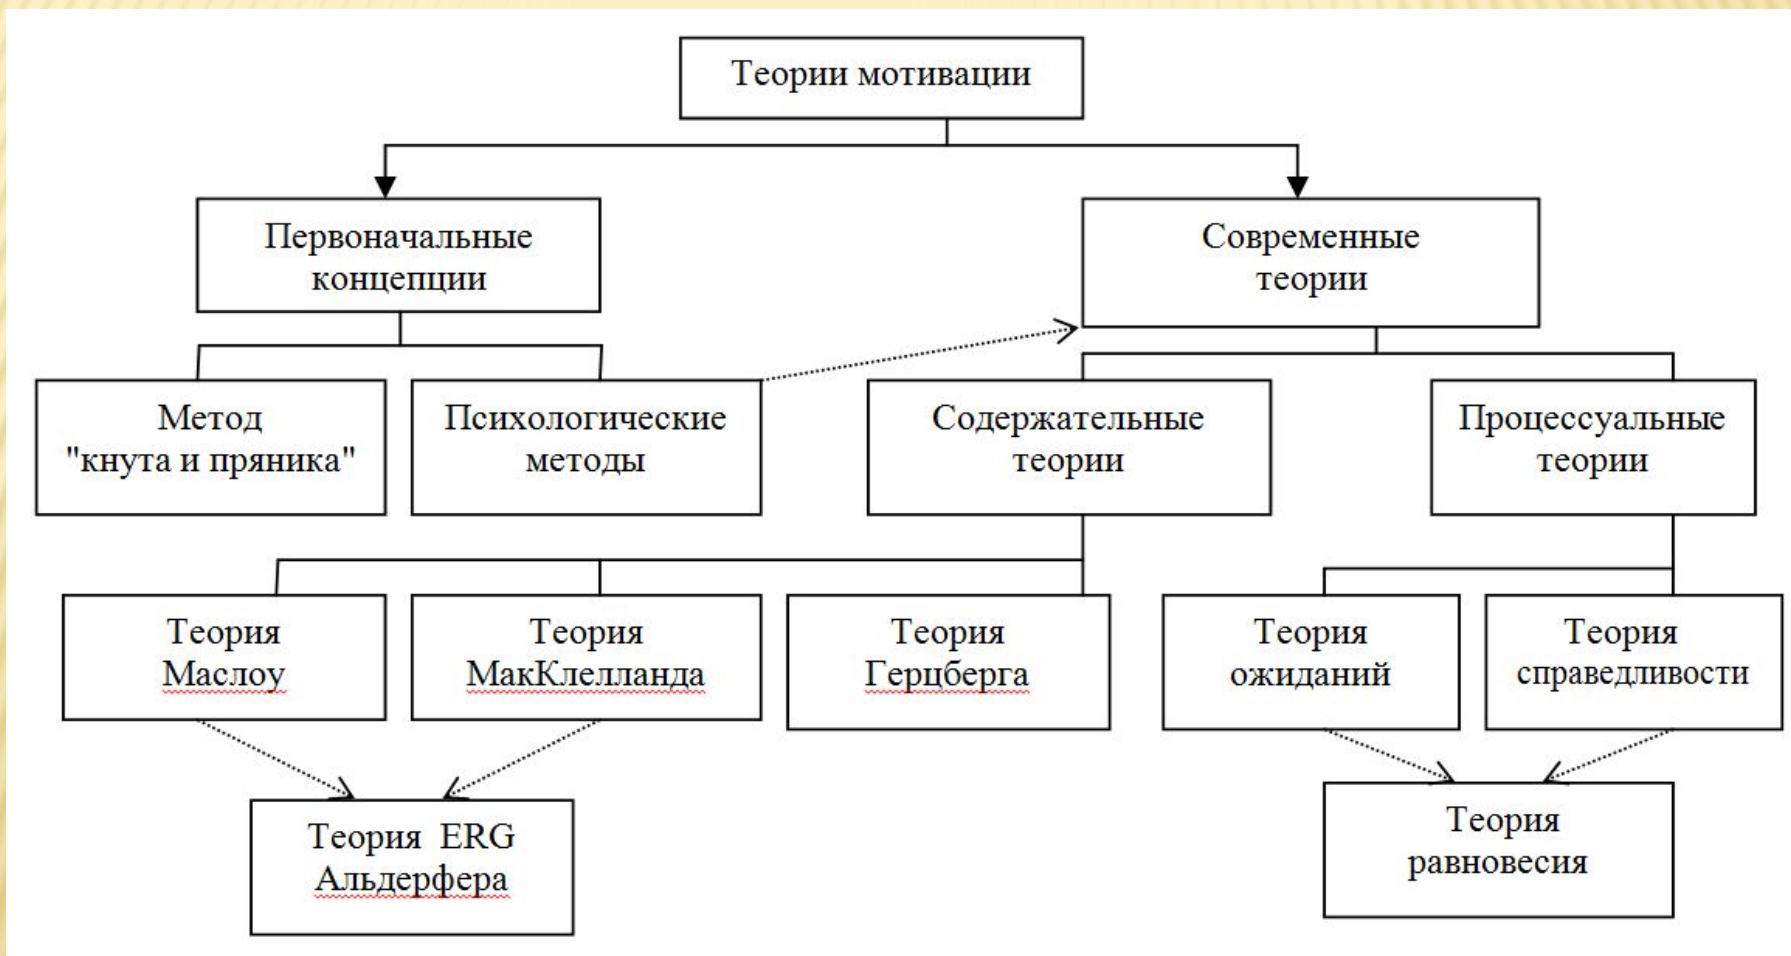 Теории мотивации
Первоначальные
концепции
Современные
теории
Метод
"кнута и пряника"
Психологические
методы
Содержательные
теории
Процессуальные
теории
Теория
Маслоу
Теория
МакКлелланда
Теория
Герцберга
Теория
ожиданий
Теория
справедливости
Теория ERG
Альдерфера
Теория
равновесия